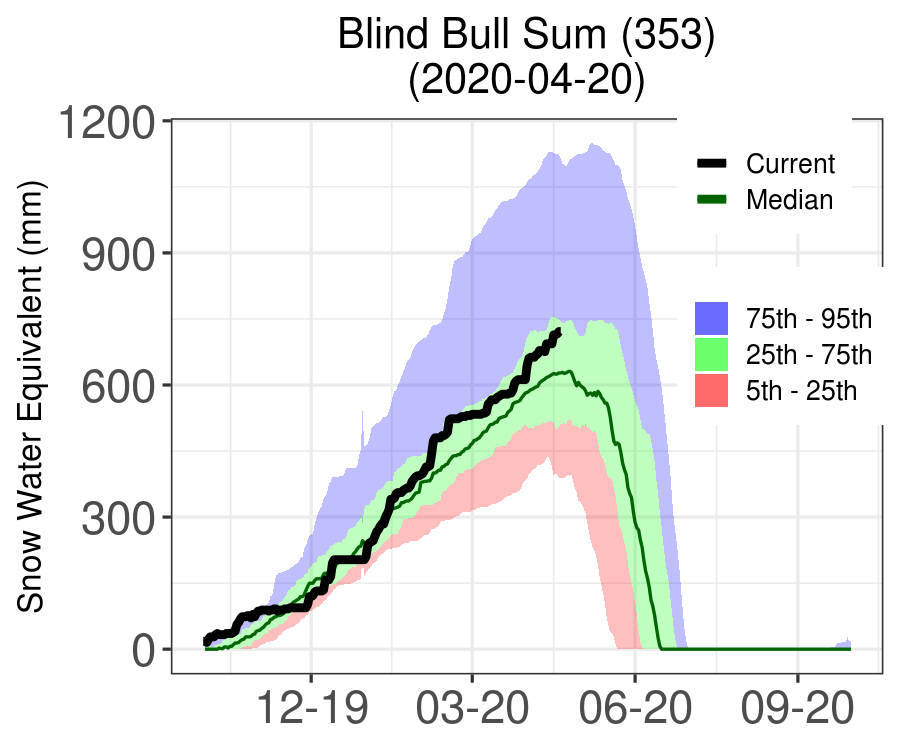 Blind Bull Sum (353)
(2020-04-20)
Snow Water Equivalent (mm)
1200
900
600
300
0
12-19
03-20
06-20
09-20
Current
Median
75th - 95th
25th - 75th
5th - 25th